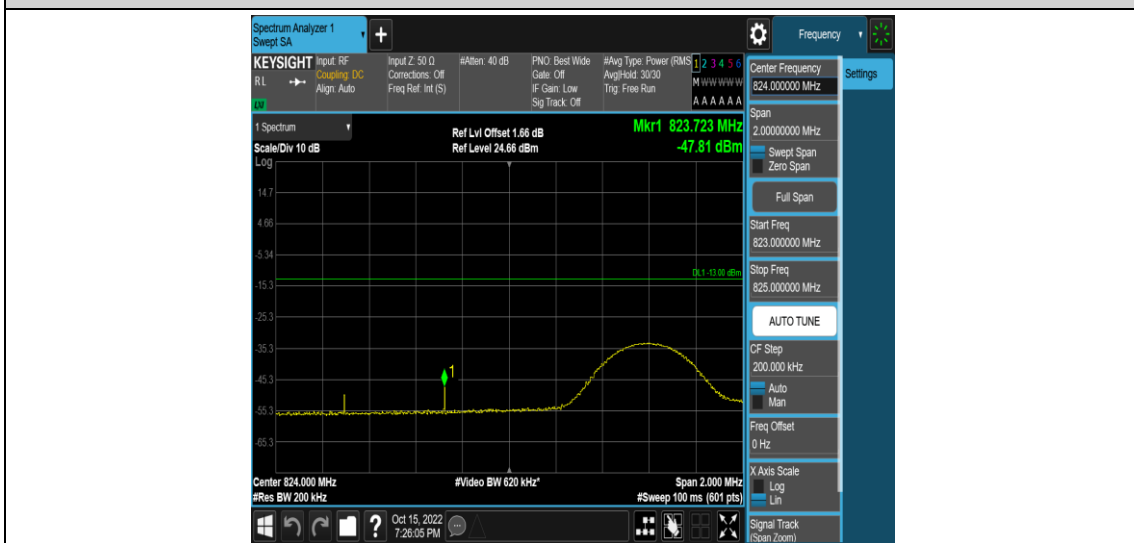 Spectrum Analyzer 1
Swept SA
+
Frequency
KEYSIGHT
RL
LXI
Input: RF
Coupling: DC
Align: Auto
Input Z: 50 Ω
Corrections: Off
Freq Ref: Int (S)
#Atten: 40 dB
PNO: Best Wide
Gate: Off
IF Gain: Low
Sig Track: Off
#Avg Type: Power (RMS
Avg|Hold: 30/30
Trig: Free Run
1 2 3 4 5 6
M W W W W W
A A A A A A
Center Frequency
824.000000 MHz
Settings
1 Spectrum
Scale/Div 10 dB
Log
Ref Lvl Offset 1.66 dB
Ref Level 24.66 dBm
Mkr1 823.723 MHz
-47.81 dBm
14.7
4.66
-5.34
-15.3
-25.3
-35.3
-45.3
-55.3
-65.3
DL1 -13.00 dBm
1
Center 824.000 MHz
#Res BW 200 kHz
#Video BW 620 kHz*
Span 2.000 MHz
#Sweep 100 ms (601 pts)
Span
2.00000000 MHz
Swept Span
Zero Span
Full Span
Start Freq
823.000000 MHz
Stop Freq
825.000000 MHz
AUTO TUNE
CF Step
200.000 kHz
Auto
Man
Freq Offset
0 Hz
X Axis Scale
Log
Lin
Signal Track
(Span Zoom)
?
Oct 15, 2022
7:26:05 PM